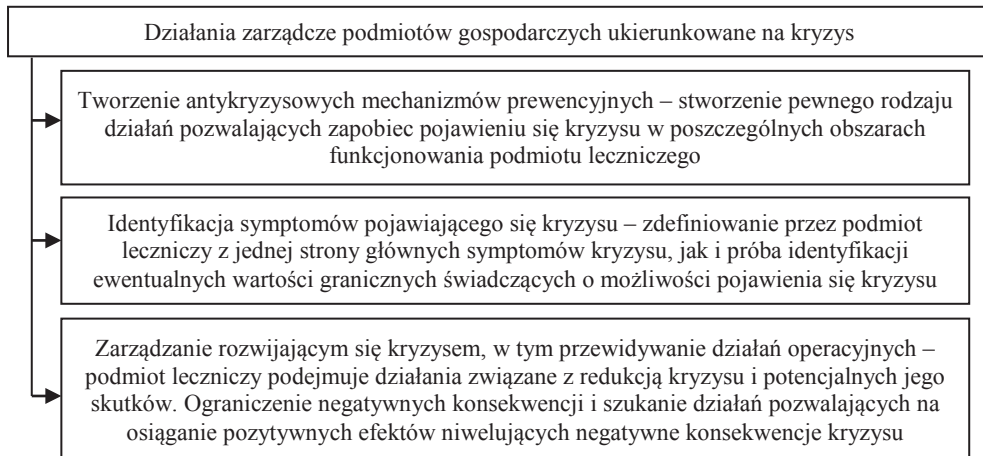 Działania zarządcze podmiotów gospodarczych ukierunkowane na kryzys
Tworzenie antykryzysowych mechanizmów prewencyjnych – stworzenie pewnego rodzaju
działań pozwalających zapobiec pojawieniu się kryzysu w poszczególnych obszarach
funkcjonowania podmiotu leczniczego
Identyfikacja symptomów pojawiającego się kryzysu – zdefiniowanie przez podmiot
leczniczy z jednej strony głównych symptomów kryzysu, jak i próba identyfikacji
ewentualnych wartości granicznych świadczących o możliwości pojawienia się kryzysu
Zarządzanie rozwijającym się kryzysem, w tym przewidywanie działań operacyjnych –
podmiot leczniczy podejmuje działania związane z redukcją kryzysu i potencjalnych jego
skutków. Ograniczenie negatywnych konsekwencji i szukanie działań pozwalających na
osiąganie pozytywnych efektów niwelujących negatywne konsekwencje kryzysu